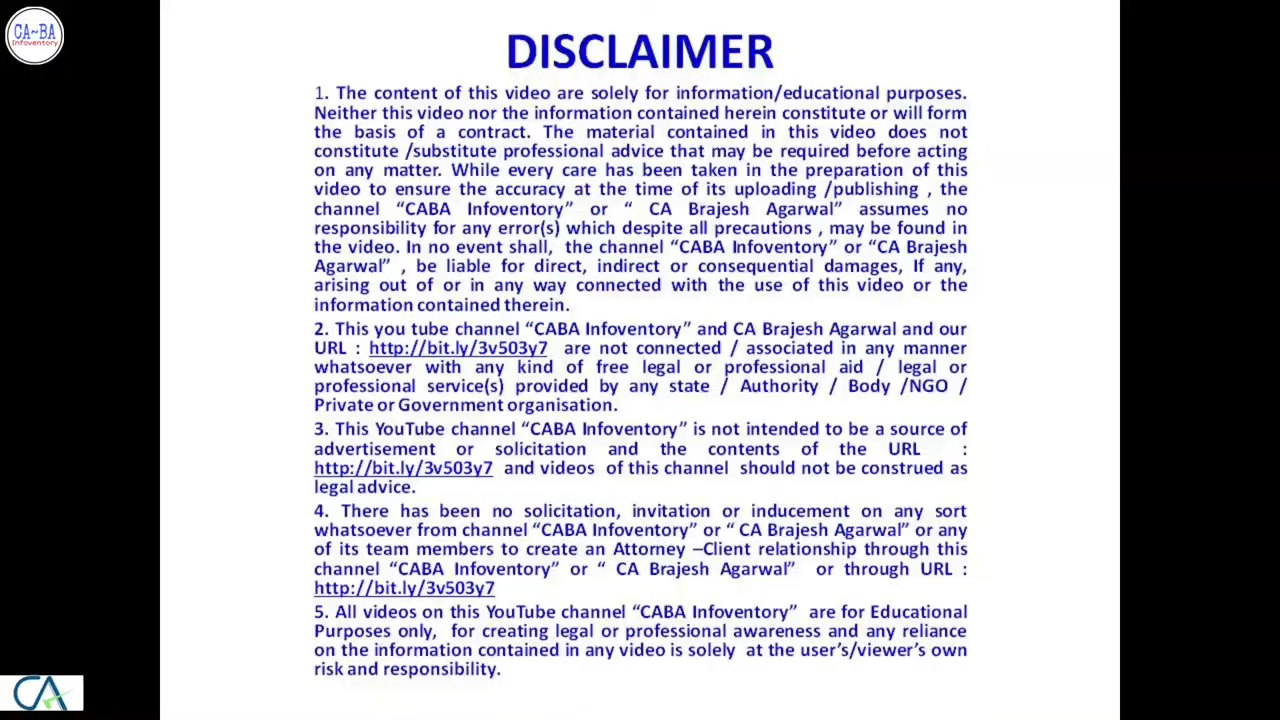 CA~BA
Infoventory
DISCLAIMER
1. The content of this video are solely for information/educational purposes.
Neither this video nor the information contained herein constitute or will form
the basis of a contract. The material contained in this video does not
constitute /substitute professional advice that may be required before acting
on any matter. While every care has been taken in the preparation of this
video to ensure the accuracy at the time of its uploading /publishing , the
channel “CABA Infoventory” or “ CA Brajesh Agarwal” assumes no
responsibility for any error(s) which despite all precautions , may be found in
the video. In no event shall, the channel “CABA Infoventory” or “CA Brajesh
Agarwal” , be liable for direct, indirect or consequential damages, If any,
arising out of or in any way connected with the use of this video or the
information contained therein.
2. This you tube channel “CABA Infoventory” and CA Brajesh Agarwal and our
URL : http://bit.ly/3v503y7 are not connected / associated in any manner
whatsoever with any kind of free legal or professional aid / legal or
professional service(s) provided by any state / Authority / Body /NGO /
Private or Government organisation.
3. This YouTube channel “CABA Infoventory” is not intended to be a source of
advertisement or solicitation and the contents of the URL :
http://bit.ly/3v503y7 and videos of this channel should not be construed as
legal advice.
4. There has been no solicitation, invitation or inducement on any sort
whatsoever from channel “CABA Infoventory” or “ CA Brajesh Agarwal” or any
of its team members to create an Attorney –Client relationship through this
channel “CABA Infoventory” or “ CA Brajesh Agarwal” or through URL :
http://bit.ly/3v503y7
5. All videos on this YouTube channel “CABA Infoventory” are for Educational
Purposes only, for creating legal or professional awareness and any reliance
on the information contained in any video is solely at the user’s/viewer’s own
risk and responsibility.
CA